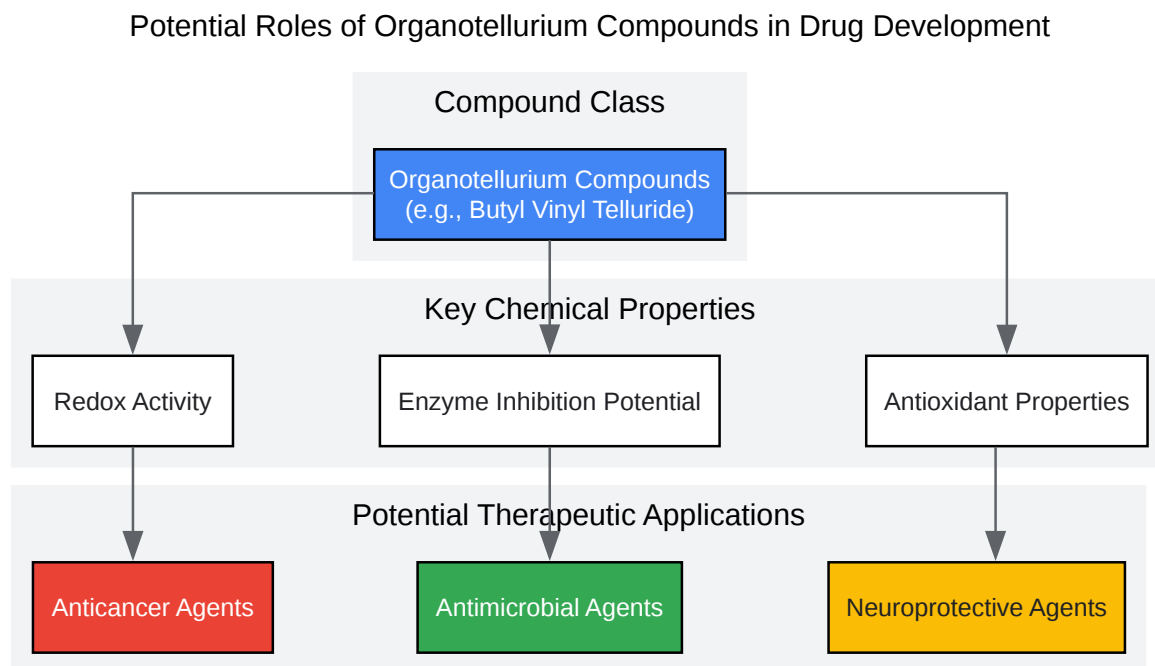 Potential Roles of Organotellurium Compounds in Drug Development
Compound Class
Organotellurium Compounds
(e.g., Butyl Vinyl Telluride)
Key Chemical Properties
Redox Activity
Enzyme Inhibition Potential
Antioxidant Properties
Potential Therapeutic Applications
Anticancer Agents
Antimicrobial Agents
Neuroprotective Agents